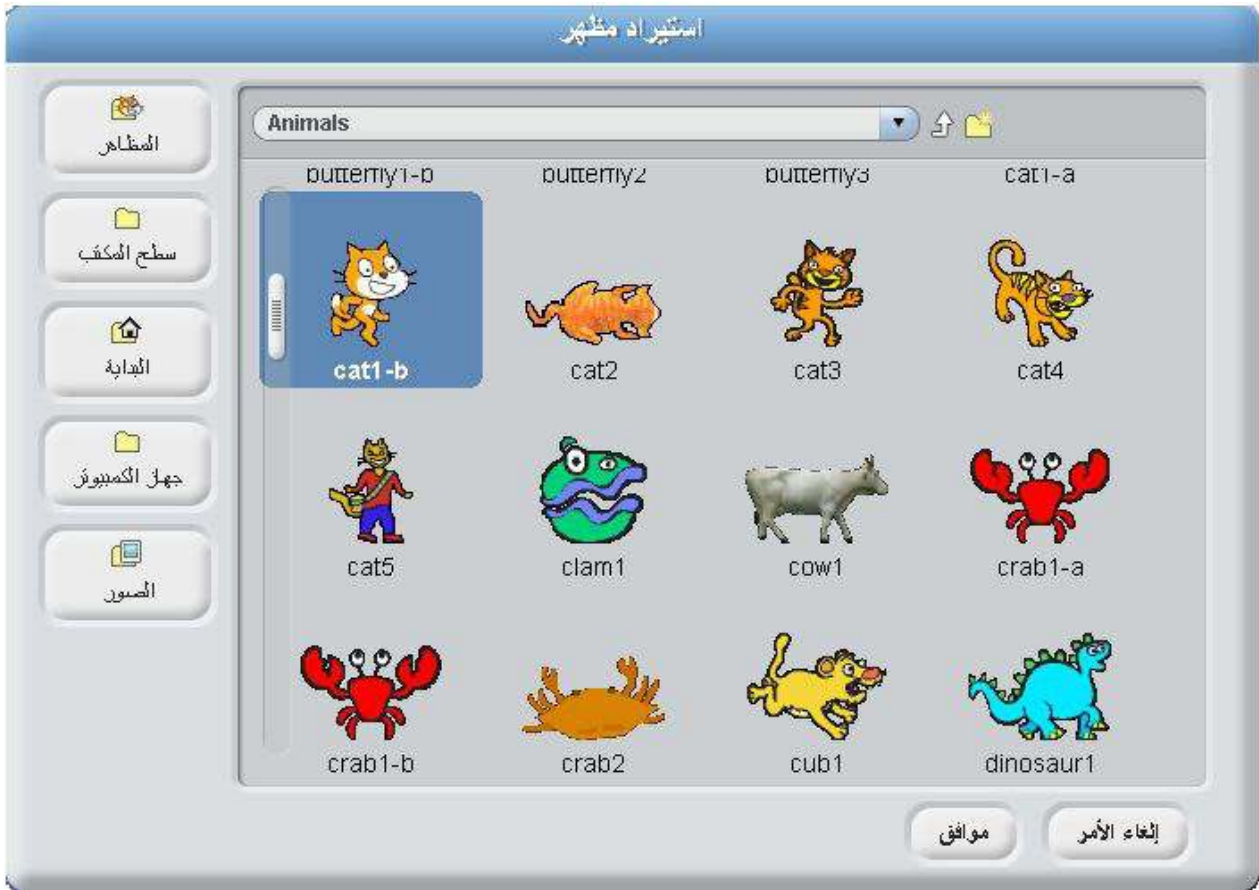 استيراد مظهر
المظاهر
سطح المكتب
البداية
جهاز الكمبيوتر
الصور
Animals
butterfly1-b butterfly2 butterfly3 cat1-a
cat1-b cat2 cat3 cat4
cat5 clam1 cow1 crab1-a
crab1-b crab2 cub1 dinosaur1
موافق إلغاء الأمر